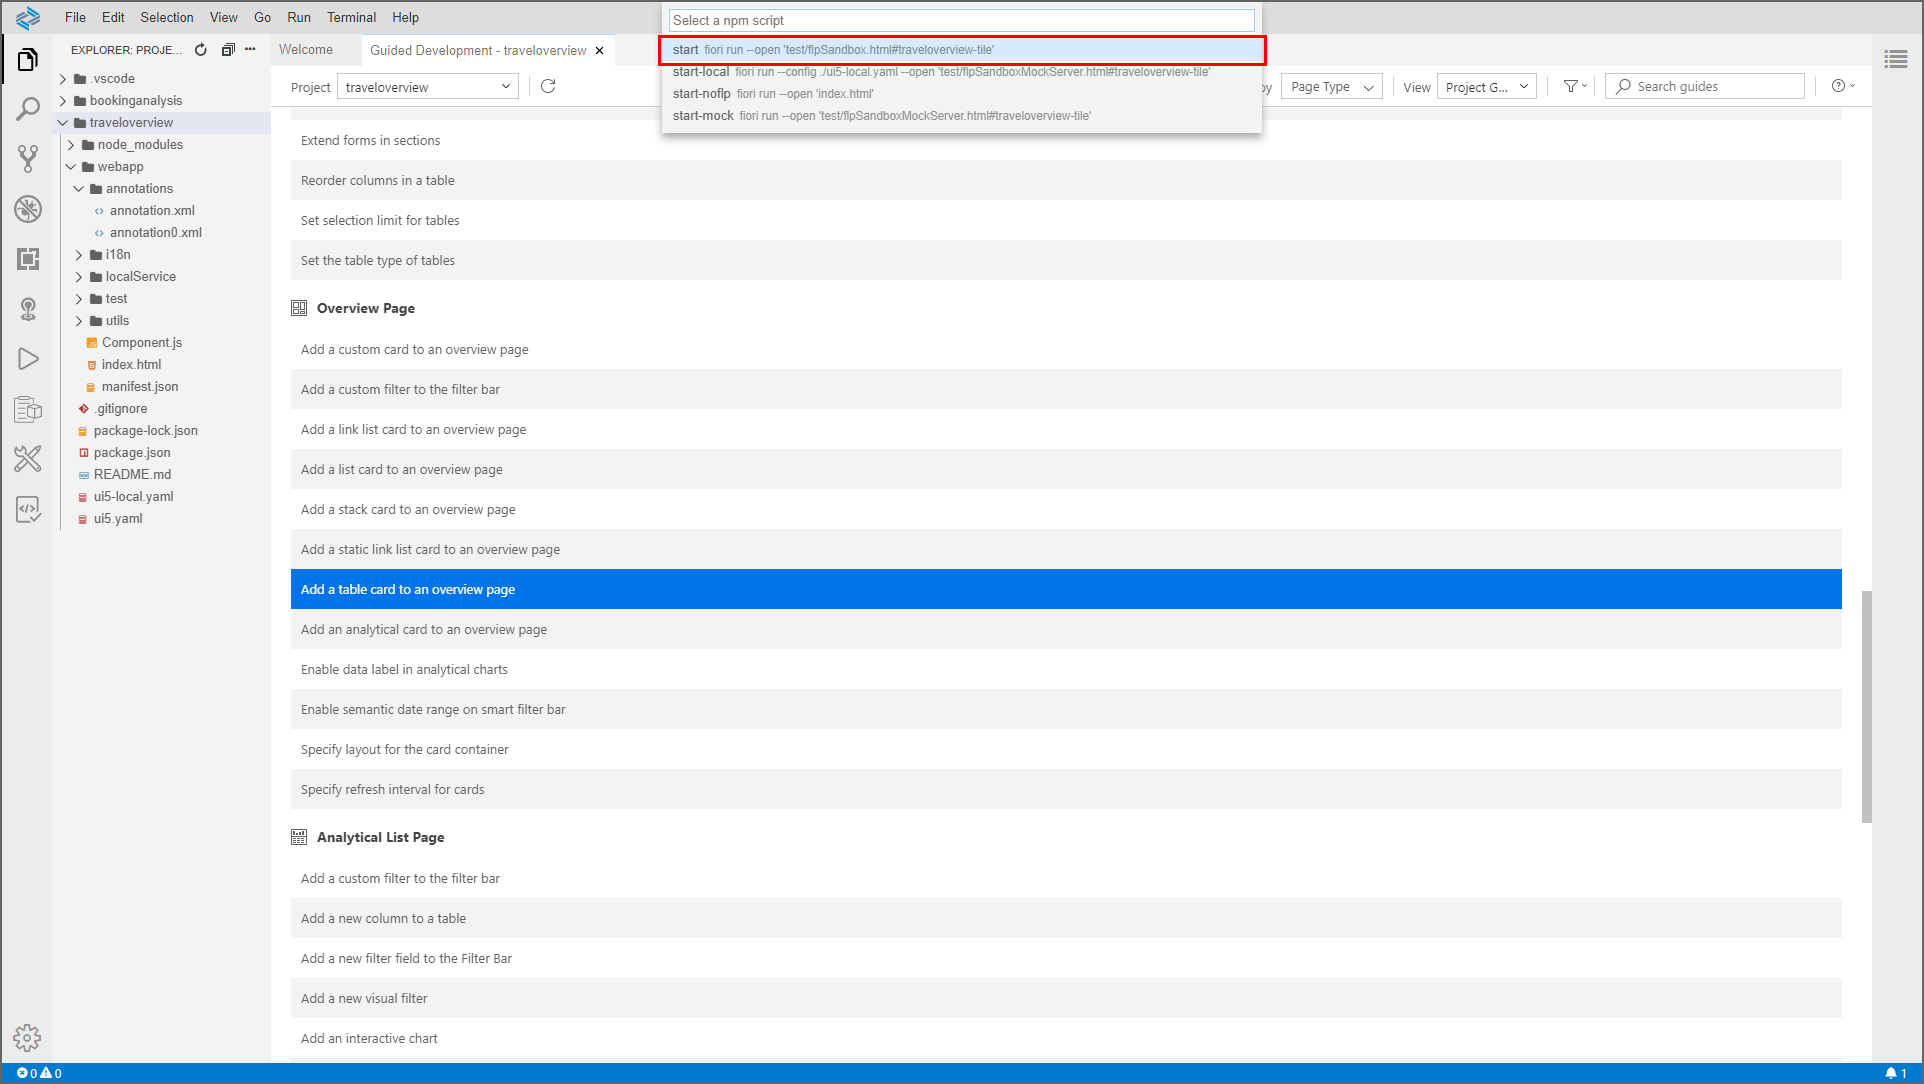 File Edit Selection View Go Run Terminal Help
Select a npm script
start fiori run --open 'test/flpSandbox.html#traveloverview-tile'
start-local fiori run --config ./ui5-local.yaml --open 'test/flpSandboxMockServer.html#traveloverview-tile'
start-noflp fiori run --open 'index.html'
start-mock fiori run --open 'test/flpSandboxMockServer.html#traveloverview-tile'
EXPLORER: PROJE...
.vscode
bookinganalysis
traveloverview
node_modules
webapp
annotations
annotation.xml
annotation0.xml
i18n
localService
test
utils
Component.js
index.html
manifest.json
.gitignore
package-lock.json
package.json
README.md
ui5-local.yaml
ui5.yaml
Welcome
Guided Development - traveloverview
Project traveloverview
by Page Type View Project G... Search guides
Extend forms in sections
Reorder columns in a table
Set selection limit for tables
Set the table type of tables
Overview Page
Add a custom card to an overview page
Add a custom filter to the filter bar
Add a link list card to an overview page
Add a list card to an overview page
Add a stack card to an overview page
Add a static link list card to an overview page
Add a table card to an overview page
Add an analytical card to an overview page
Enable data label in analytical charts
Enable semantic date range on smart filter bar
Specify layout for the card container
Specify refresh interval for cards
Analytical List Page
Add a custom filter to the filter bar
Add a new column to a table
Add a new filter field to the Filter Bar
Add a new visual filter
Add an interactive chart
0 0
1